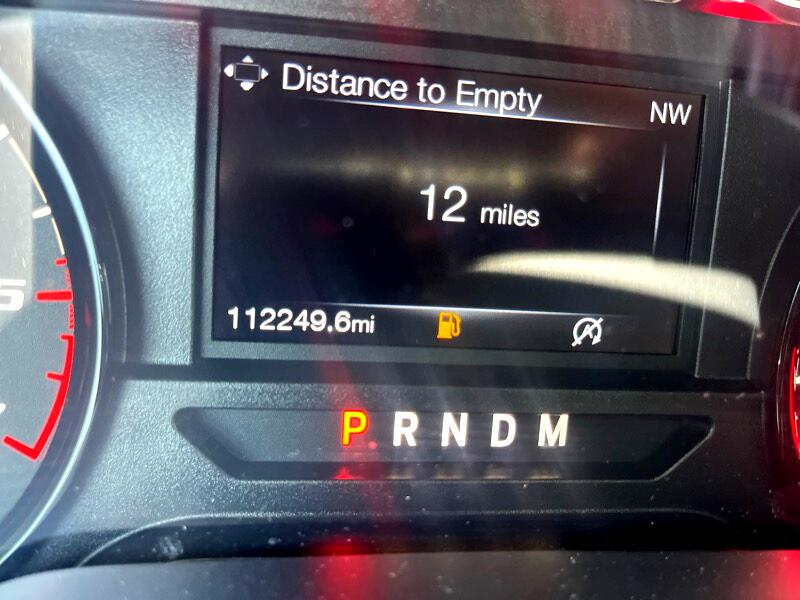 Distance to Empty
NW
12 miles
112249.6mi
P R N D M